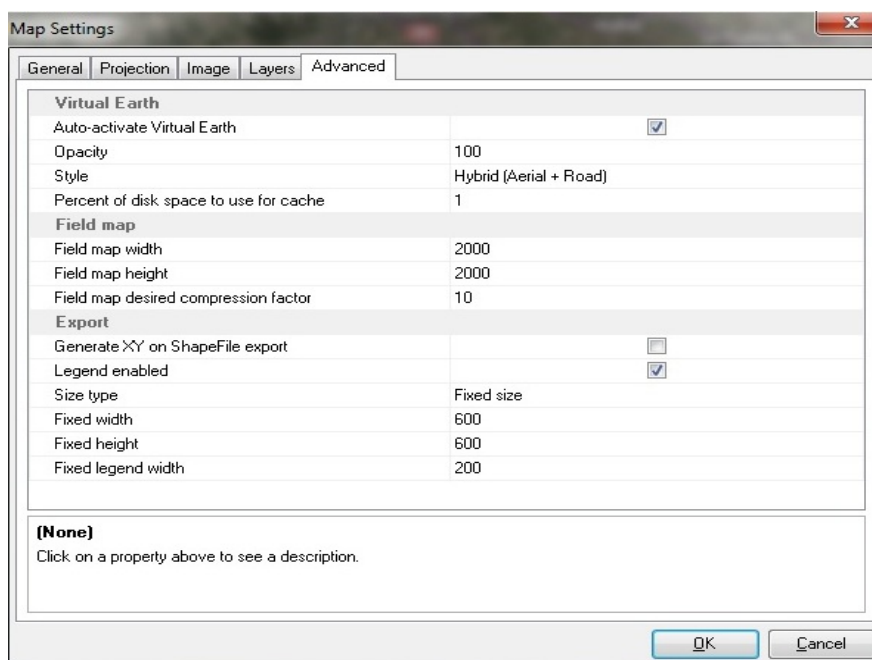 Map Settings
General Projection Image Layers Advanced
Virtual Earth
Auto-activate Virtual Earth
Opacity 100
Style Hybrid (Aerial + Road)
Percent of disk space to use for cache 1
Field map
Field map width 2000
Field map height 2000
Field map desired compression factor 10
Export
Generate XY on ShapeFile export
Legend enabled
Size type Fixed size
Fixed width 600
Fixed height 600
Fixed legend width 200
(None)
Click on a property above to see a description.
OK Cancel